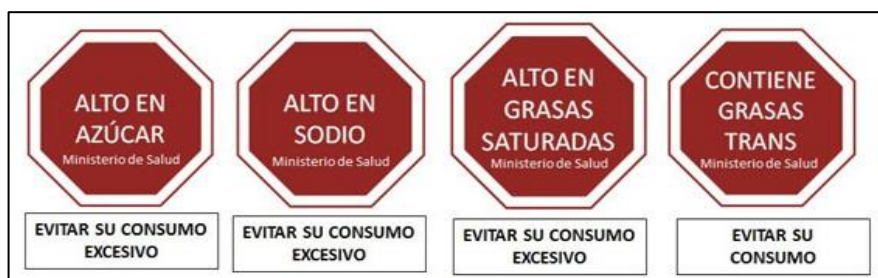 ALTO EN
AZÚCAR
Ministerio de Salud
EVITAR SU CONSUMO
EXCESIVO
ALTO EN
SODIO
Ministerio de Salud
EVITAR SU CONSUMO
EXCESIVO
ALTO EN
GRASAS
SATURADAS
Ministerio de Salud
EVITAR SU CONSUMO
EXCESIVO
CONTIENE
GRASAS
TRANS
Ministerio de Salud
EVITAR SU
CONSUMO